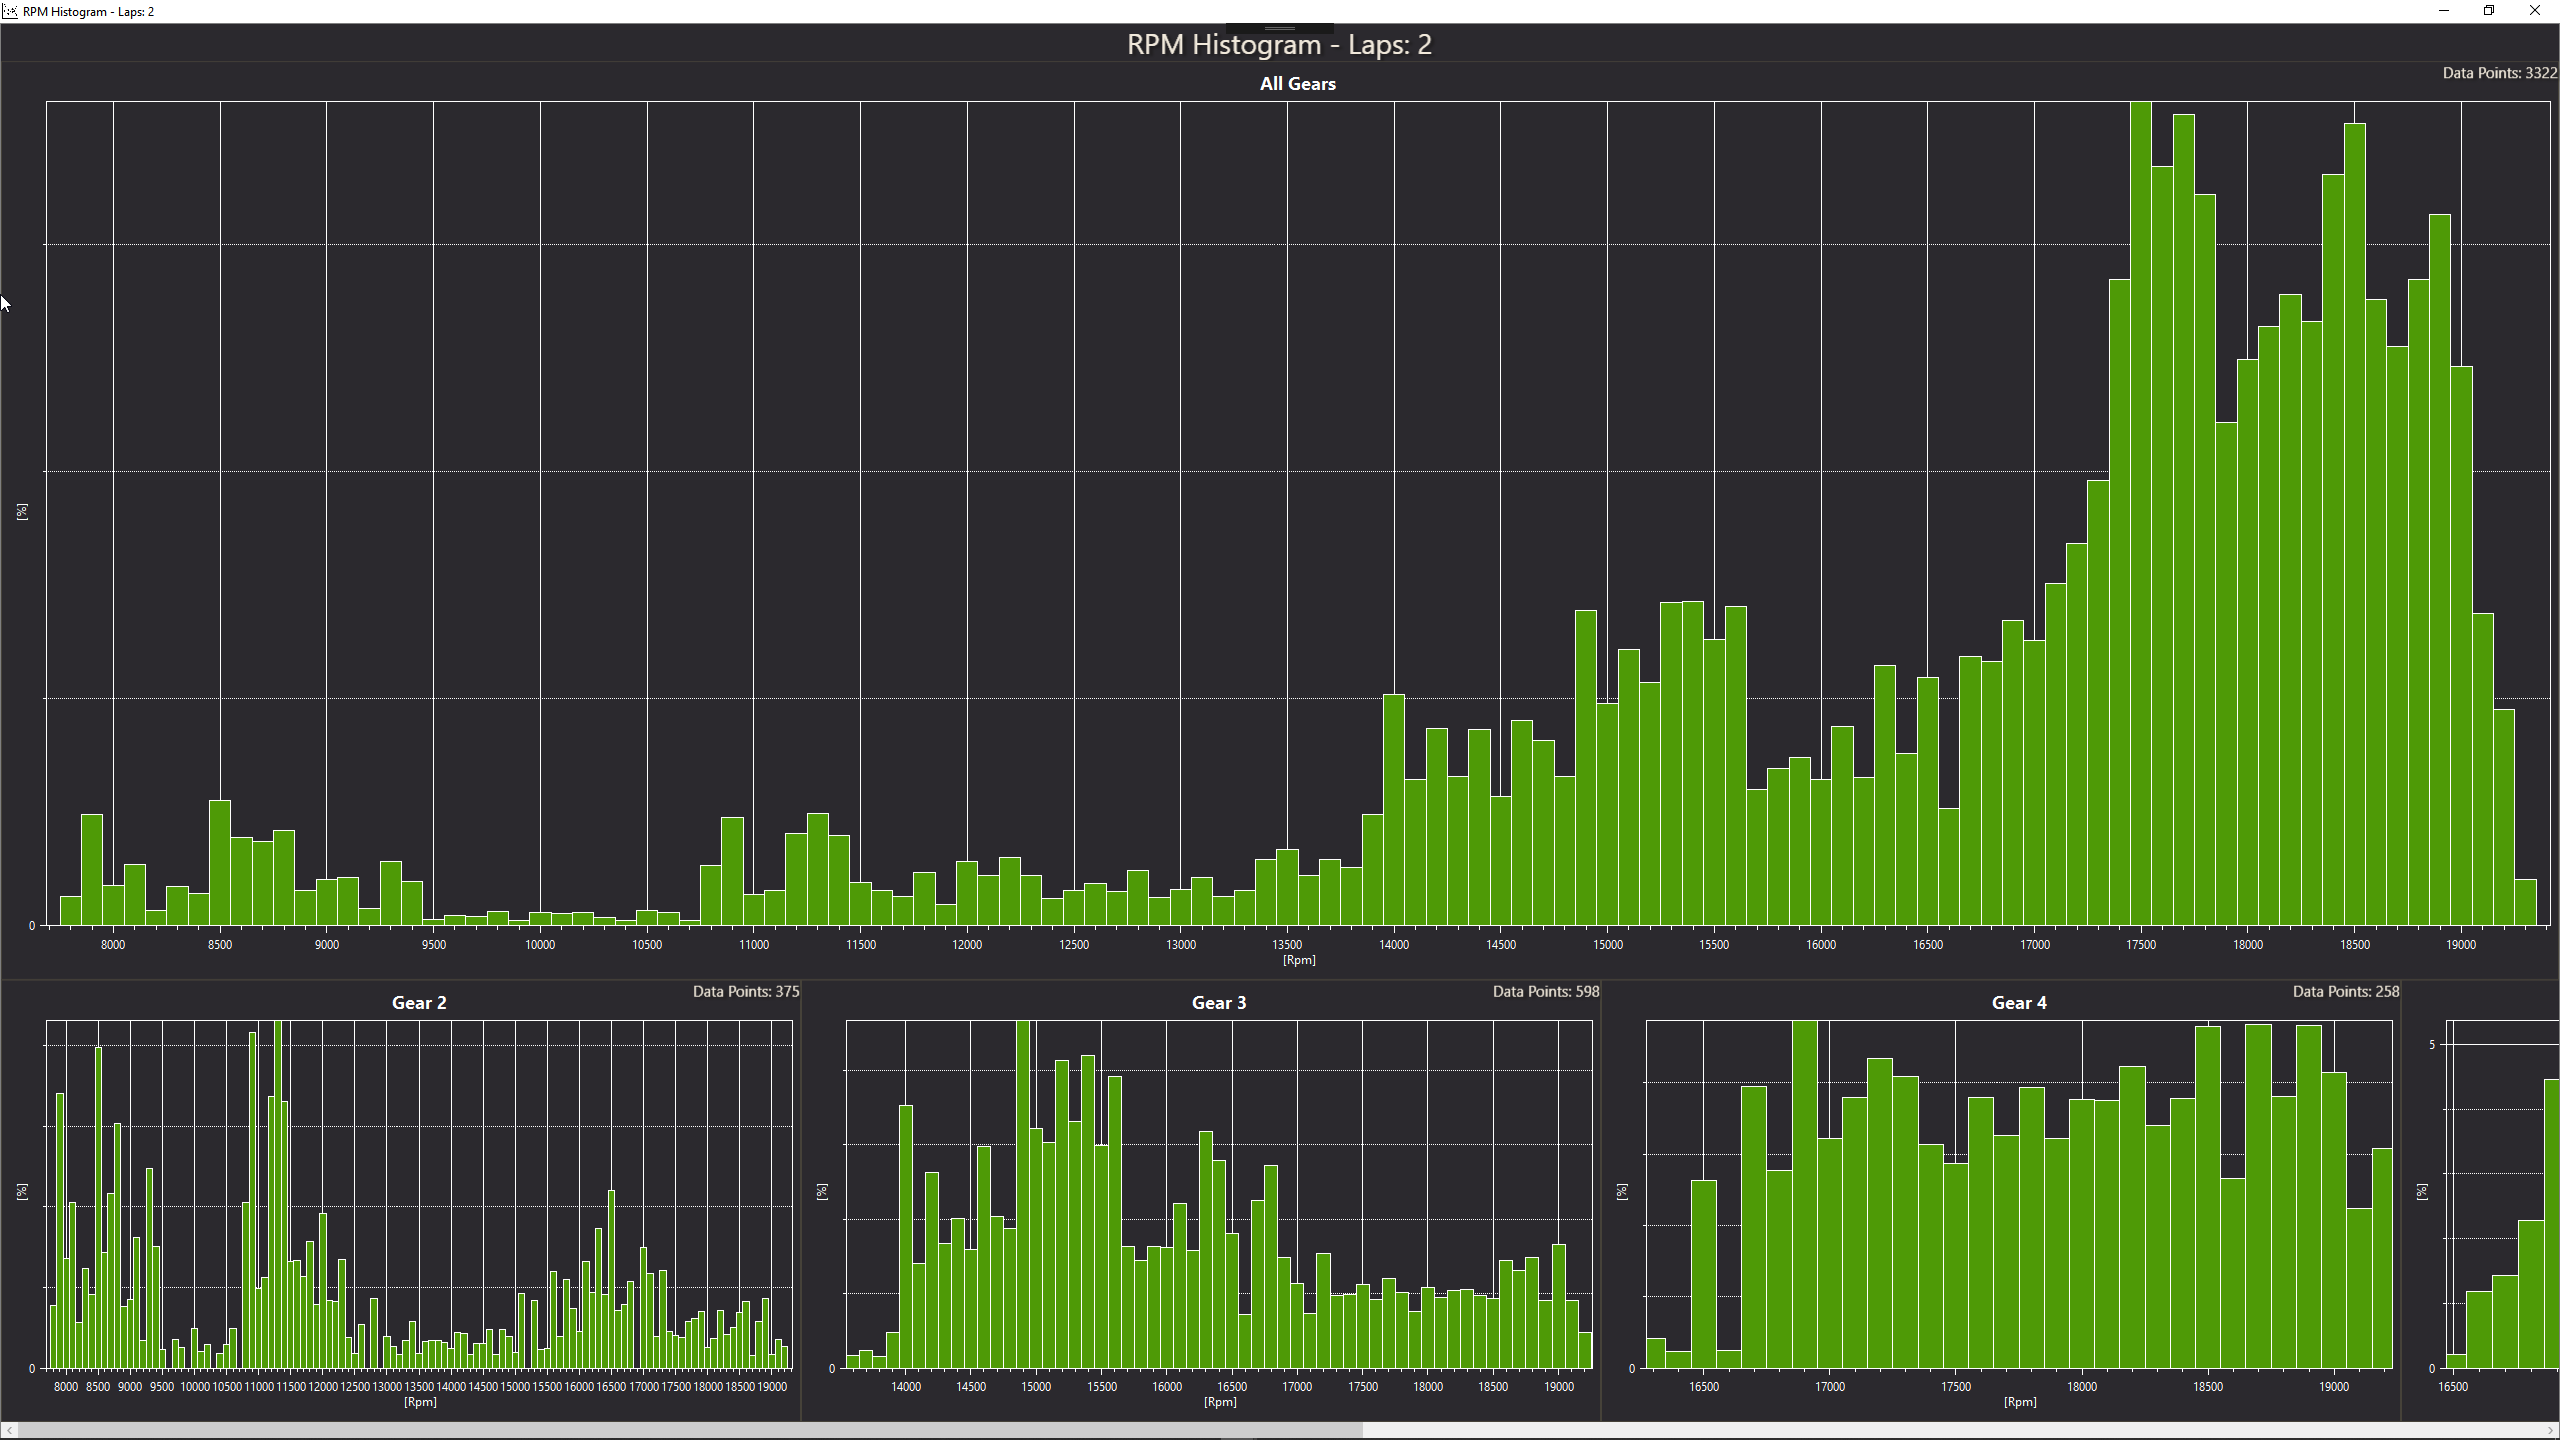 RPM Histogram - Laps: 2
RPM Histogram - Laps: 2
All Gears
Data Points: 3322
[%]
0
8000 8500 9000 9500 10000 10500 11000 11500 12000 12500 13000 13500 14000 14500 15000 15500 16000 16500 17000 17500 18000 18500 19000
[Rpm]
Gear 2
Data Points: 375
[%]
0
8000 8500 9000 9500 10000 10500 11000 11500 12000 12500 13000 13500 14000 14500 15000 15500 16000 16500 17000 17500 18000 18500 19000
[Rpm]
Gear 3
Data Points: 598
[%]
0
14000 14500 15000 15500 16000 16500 17000 17500 18000 18500 19000
[Rpm]
Gear 4
Data Points: 258
[%]
0
16500 17000 17500 18000 18500 19000
[Rpm]
5
[%]
0
16500